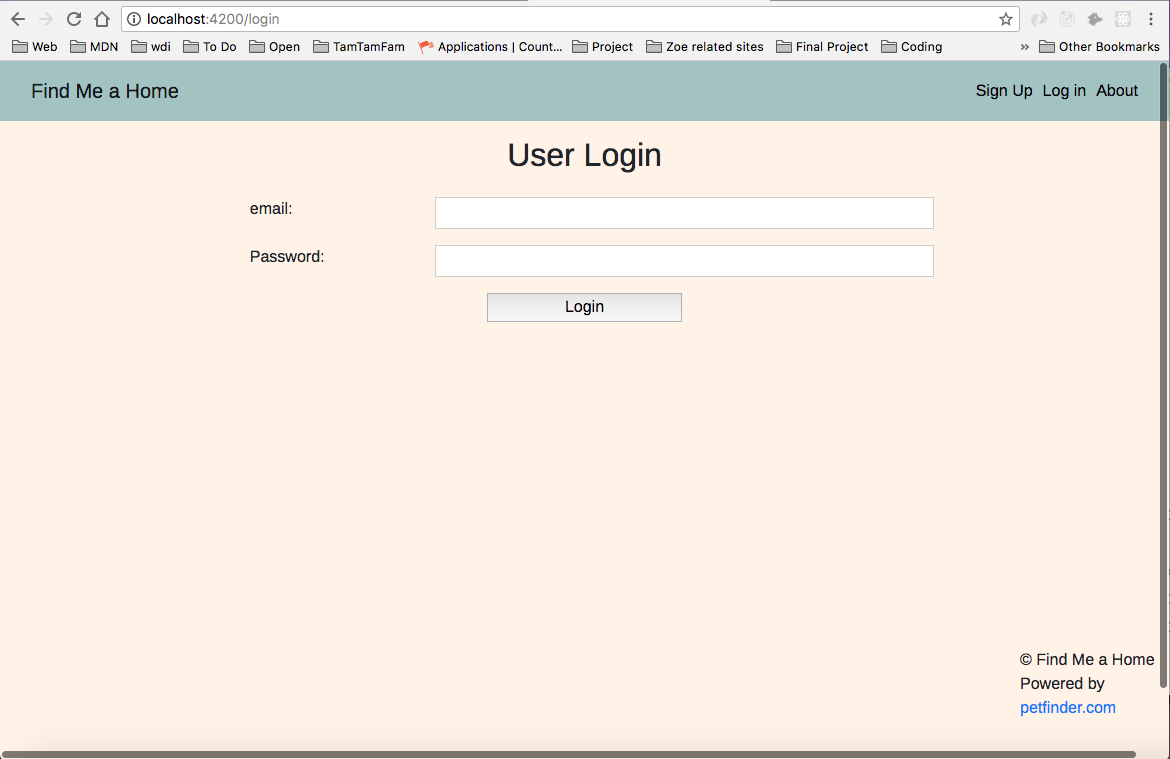 localhost:4200/login
Web MDN wdi To Do Open TamTamFam Applications | Count... Project Zoe related sites Final Project Coding » Other Bookmarks
Find Me a Home Sign Up Log in About
User Login
email:
Password:
Login
© Find Me a Home
Powered by
petfinder.com